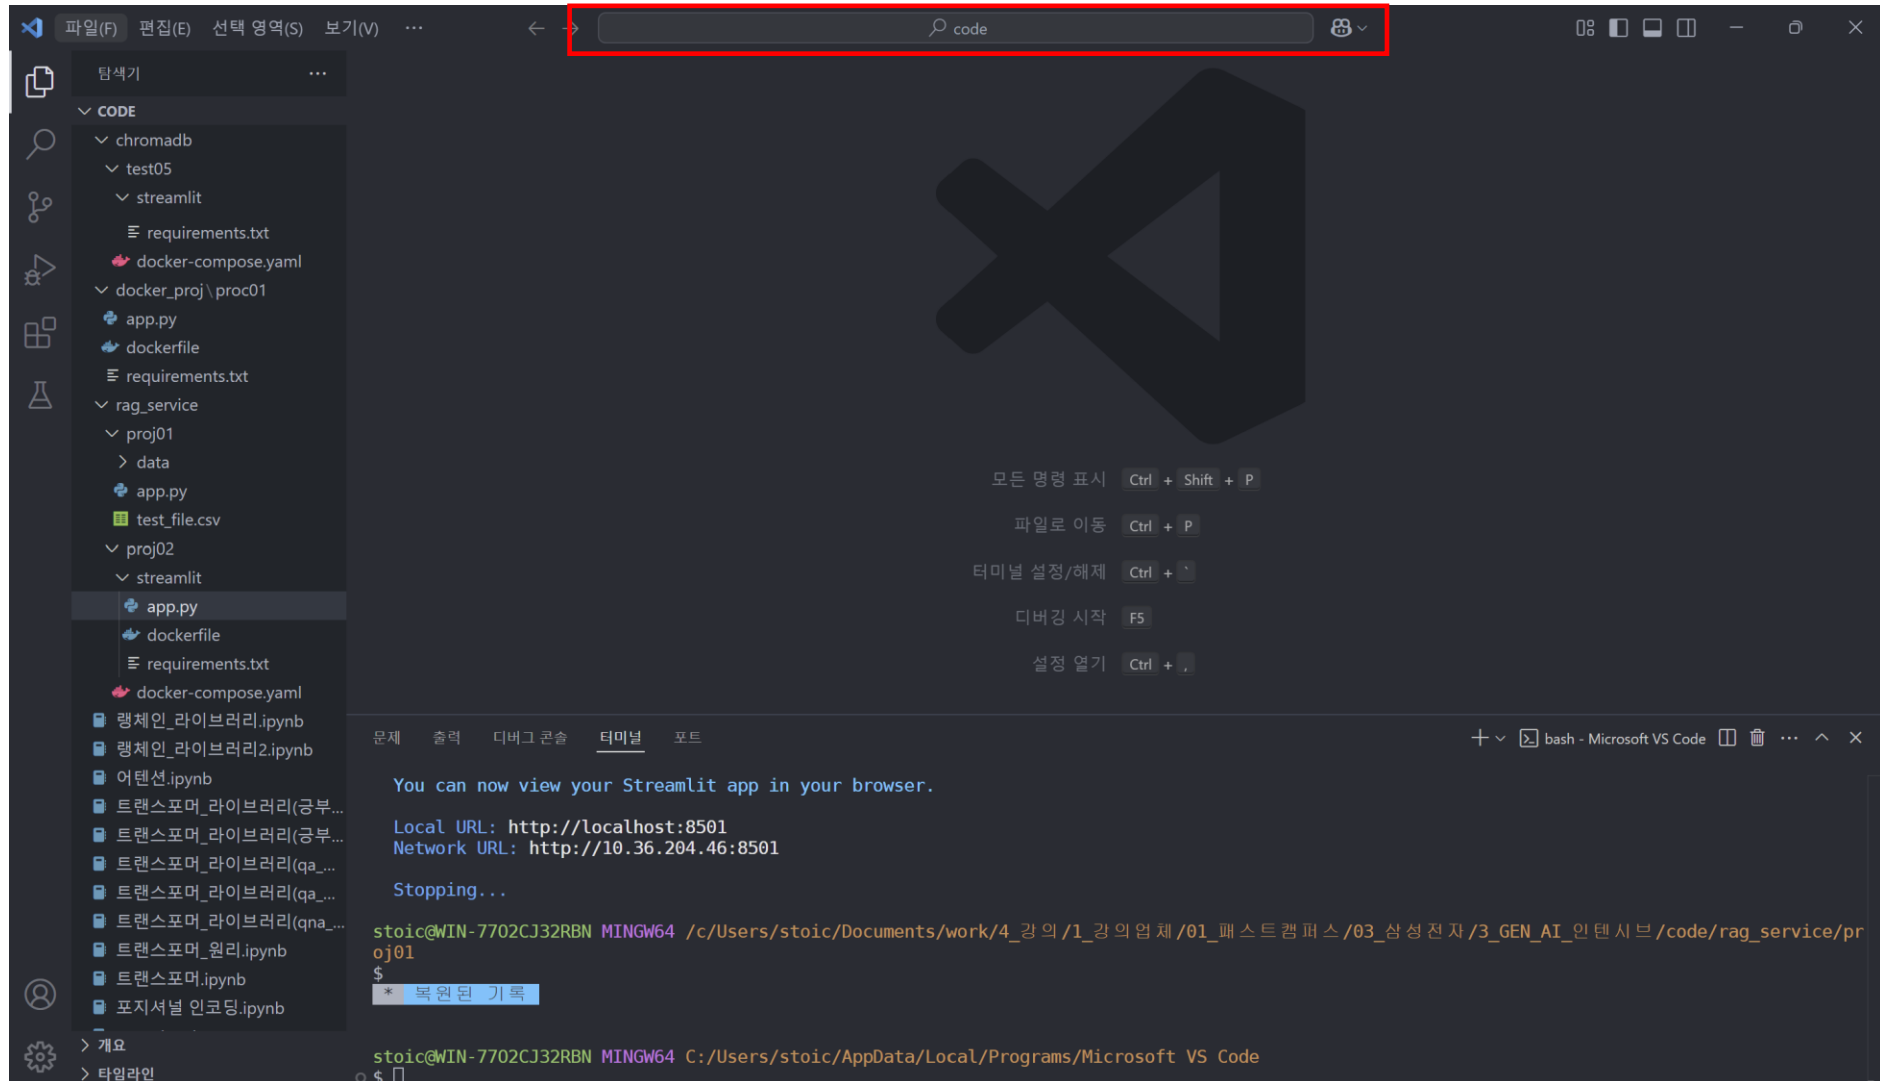 파일(F) 편집(E) 선택 영역(S) 보기(V) ··· code
탐색기 ···
CODE
chromadb
test05
streamlit
requirements.txt
docker-compose.yaml
docker_proj\proc01
app.py
dockerfile
requirements.txt
rag_service
proj01
data
app.py
test_file.csv
proj02
streamlit
app.py
dockerfile
requirements.txt
docker-compose.yaml
랭체인_라이브러리.ipynb
랭체인_라이브러리2.ipynb
어텐션.ipynb
트랜스포머_라이브러리(긍부...
트랜스포머_라이브러리(긍부...
트랜스포머_라이브러리(qa_...
트랜스포머_라이브러리(qa_...
트랜스포머_라이브러리(qna_...
트랜스포머_원리.ipynb
트랜스포머.ipynb
포지셔널 인코딩.ipynb
개요
타임라인
모든 명령 표시 Ctrl + Shift + P
파일로 이동 Ctrl + P
터미널 설정/해제 Ctrl + `
디버깅 시작 F5
설정 열기 Ctrl + ,
문제 출력 디버그 콘솔 터미널 포트 bash - Microsoft VS Code ···
You can now view your Streamlit app in your browser.
Local URL: http://localhost:8501
Network URL: http://10.36.204.46:8501
Stopping...
stoic@WIN-7702CJ32RBN MINGW64 /c/Users/stoic/Documents/work/4_강의/1_강의업체/01_패스트캠퍼스/03_삼성전자/3_GEN_AI_인텐시브/code/rag_service/pr
oj01
$
* 복원된 기록
stoic@WIN-7702CJ32RBN MINGW64 C:/Users/stoic/AppData/Local/Programs/Microsoft VS Code
$